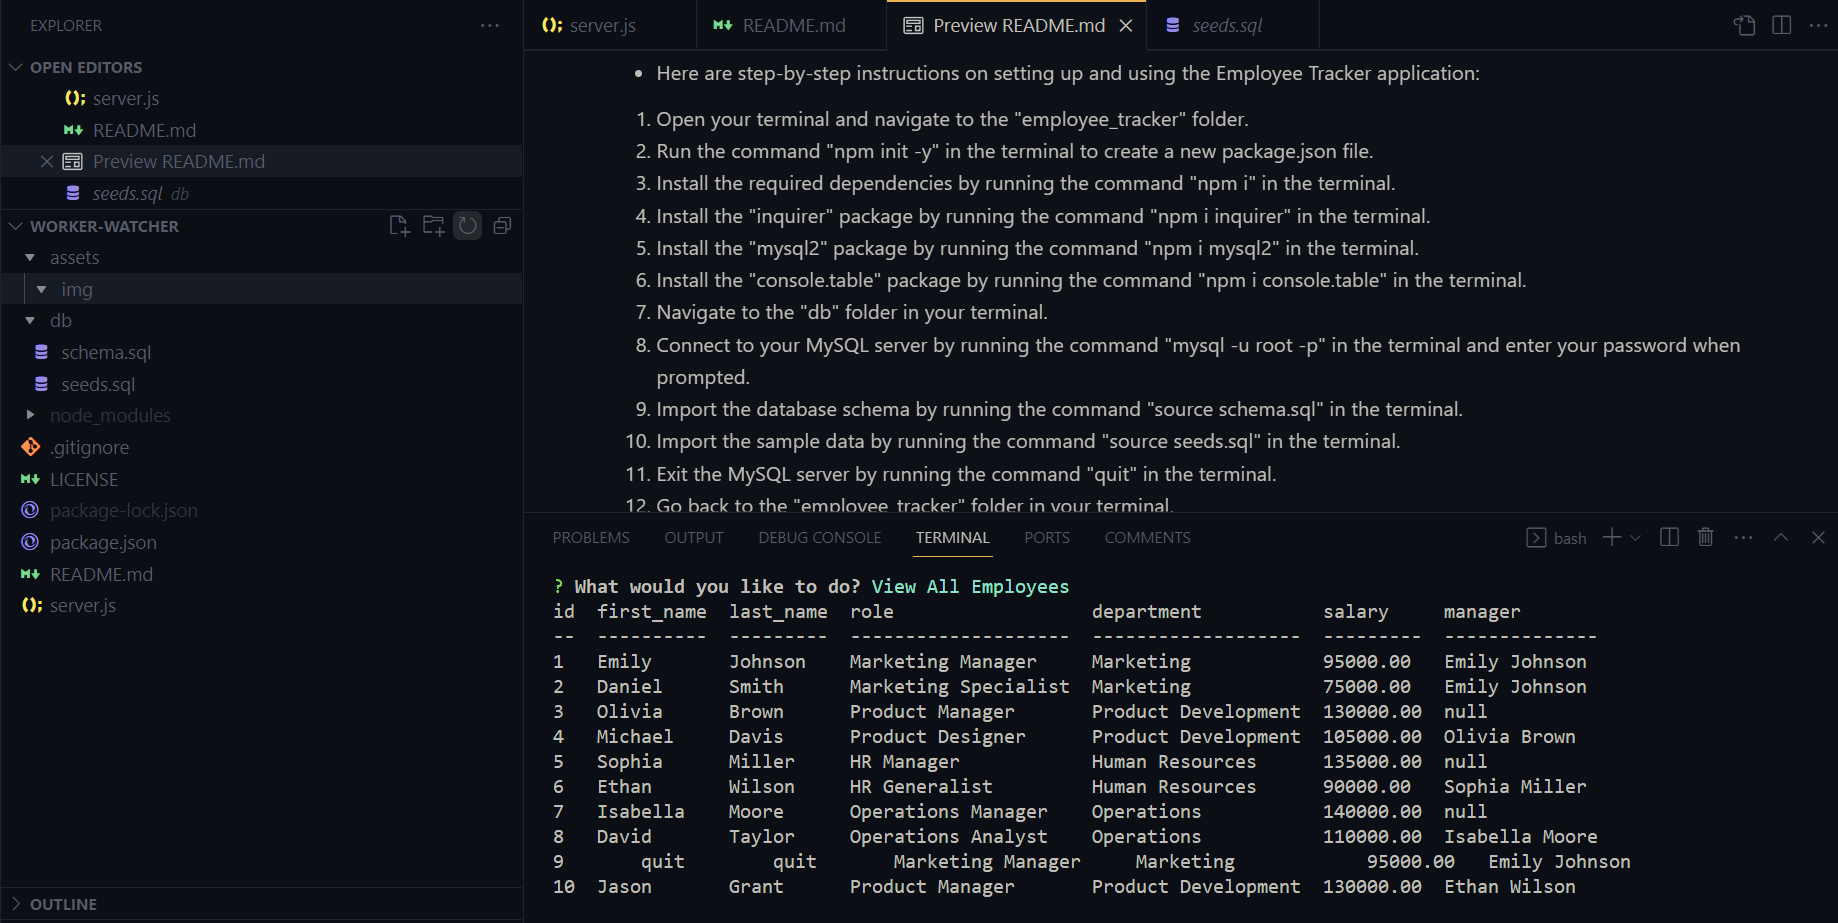 EXPLORER
OPEN EDITORS
server.js
README.md
Preview README.md
seeds.sql db
WORKER-WATCHER
assets
img
db
schema.sql
seeds.sql
node_modules
.gitignore
LICENSE
package-lock.json
package.json
README.md
server.js
OUTLINE
server.js README.md Preview README.md seeds.sql
• Here are step-by-step instructions on setting up and using the Employee Tracker application:
1. Open your terminal and navigate to the "employee_tracker" folder.
2. Run the command "npm init -y" in the terminal to create a new package.json file.
3. Install the required dependencies by running the command "npm i" in the terminal.
4. Install the "inquirer" package by running the command "npm i inquirer" in the terminal.
5. Install the "mysql2" package by running the command "npm i mysql2" in the terminal.
6. Install the "console.table" package by running the command "npm i console.table" in the terminal.
7. Navigate to the "db" folder in your terminal.
8. Connect to your MySQL server by running the command "mysql -u root -p" in the terminal and enter your password when
prompted.
9. Import the database schema by running the command "source schema.sql" in the terminal.
10. Import the sample data by running the command "source seeds.sql" in the terminal.
11. Exit the MySQL server by running the command "quit" in the terminal.
12. Go back to the "employee_tracker" folder in your terminal.
PROBLEMS OUTPUT DEBUG CONSOLE TERMINAL PORTS COMMENTS bash
? What would you like to do? View All Employees
id  first_name  last_name  role                  department           salary     manager
--  ----------  ---------  --------------------  -------------------  ---------  --------------
1   Emily       Johnson    Marketing Manager     Marketing            95000.00   Emily Johnson
2   Daniel      Smith      Marketing Specialist  Marketing            75000.00   Emily Johnson
3   Olivia      Brown      Product Manager       Product Development  130000.00  null
4   Michael     Davis      Product Designer      Product Development  105000.00  Olivia Brown
5   Sophia      Miller     HR Manager            Human Resources      135000.00  null
6   Ethan       Wilson     HR Generalist         Human Resources      90000.00   Sophia Miller
7   Isabella    Moore      Operations Manager    Operations           140000.00  null
8   David       Taylor     Operations Analyst    Operations           110000.00  Isabella Moore
9       quit        quit       Marketing Manager     Marketing            95000.00   Emily Johnson
10  Jason       Grant      Product Manager       Product Development  130000.00  Ethan Wilson